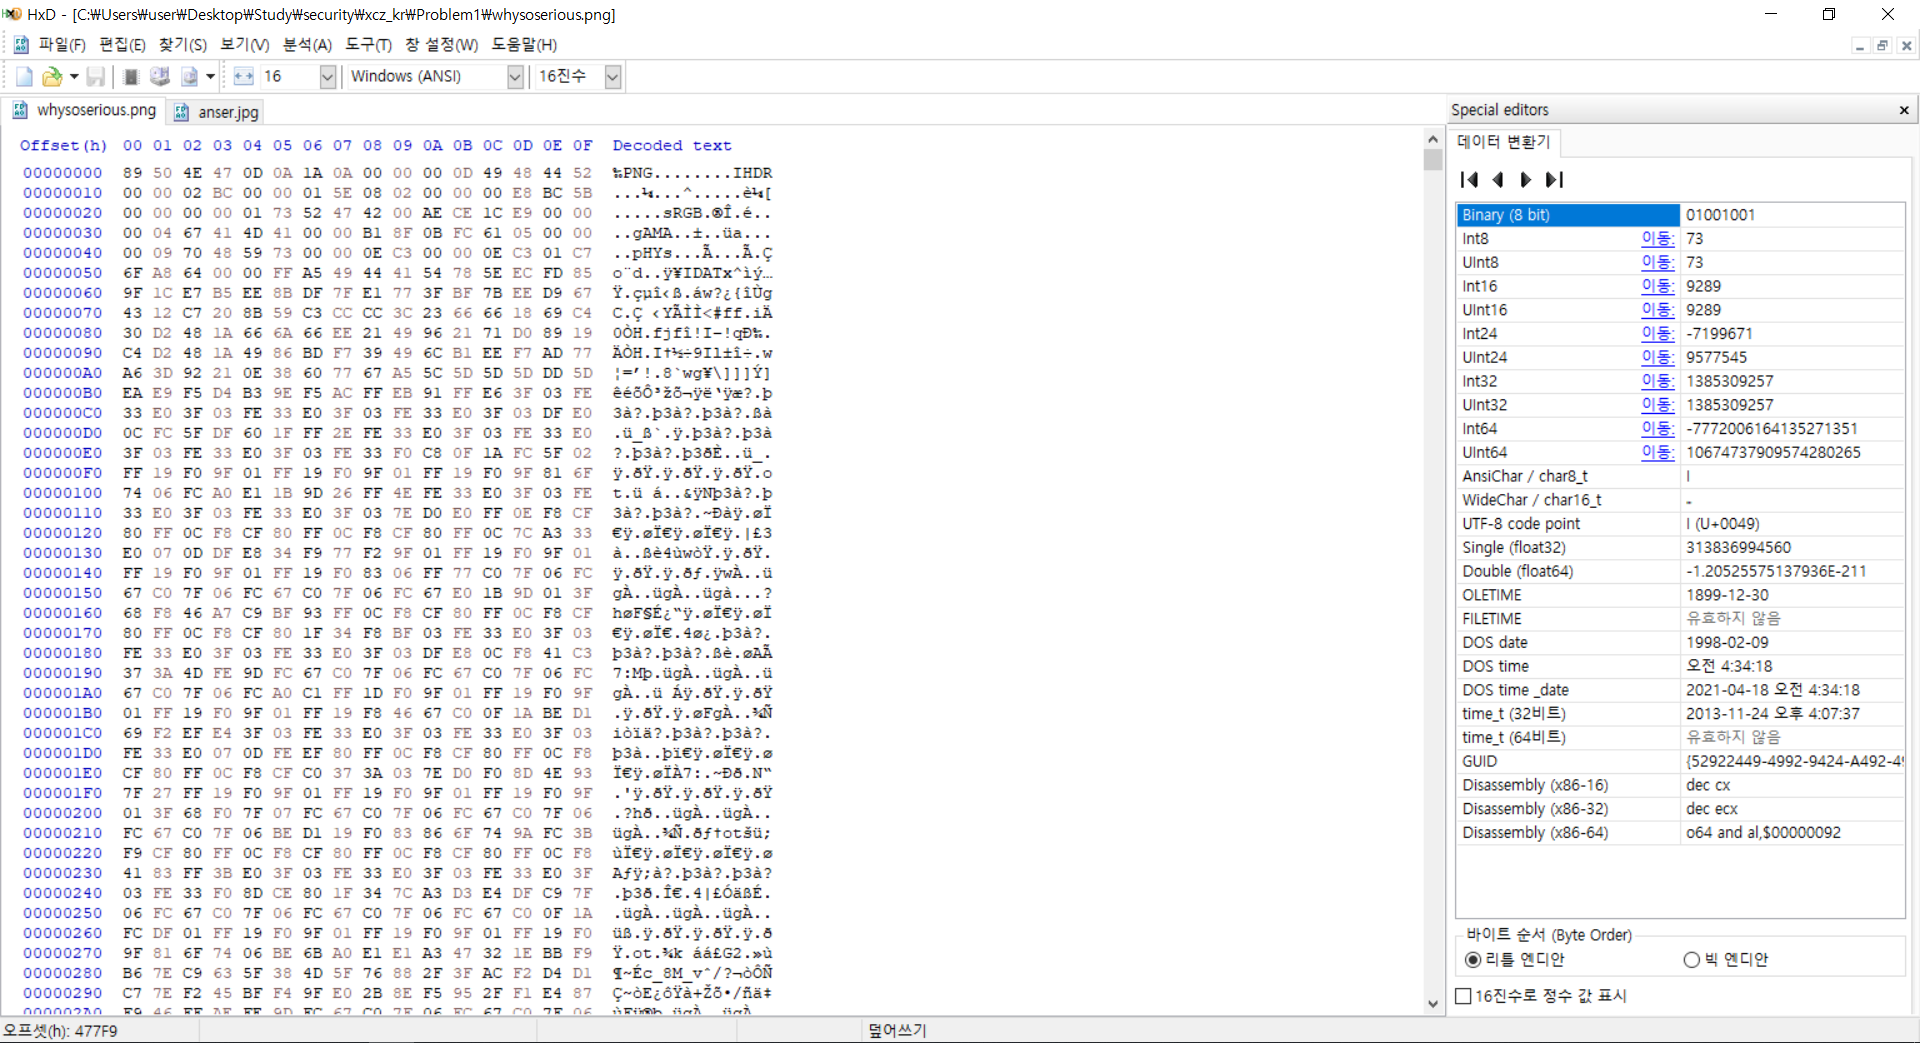 HxD - [C:₩Users₩user₩Desktop₩Study₩security₩xcz_kr₩Problem1₩whysoserious.png]
파일(F) 편집(E) 찾기(S) 보기(V) 분석(A) 도구(T) 창 설정(W) 도움말(H)
16 Windows (ANSI) 16진수
whysoserious.png anser.jpg
Offset(h) 00 01 02 03 04 05 06 07 08 09 0A 0B 0C 0D 0E 0F Decoded text
00000000 89 50 4E 47 0D 0A 1A 0A 00 00 00 0D 49 48 44 52 ‰PNG........IHDR
00000010 00 00 02 BC 00 00 01 5E 08 02 00 00 00 E8 BC 5B ...¼...^.....è¼[
00000020 00 00 00 00 01 73 52 47 42 00 AE CE 1C E9 00 00 .....sRGB.®Î.é..
00000030 00 04 67 41 4D 41 00 00 B1 8F 0B FC 61 05 00 00 ..gAMA..±..üa...
00000040 00 09 70 48 59 73 00 00 0E C3 00 00 0E C3 01 C7 ..pHYs...Ã...Ã.Ç
00000050 6F A8 64 00 00 FF A5 49 44 41 54 78 5E EC FD 85 o¨d..ÿ¥IDATx^ìý…
00000060 9F 1C E7 B5 EE 8B DF 7F E1 77 3F BF 7B EE D9 67 Ÿ.çµî‹ß.áw?¿{îÙg
00000070 43 12 C7 20 8B 59 C3 CC CC 3C 23 66 66 18 69 C4 C.Ç ‹YÃÌÌ<#ff.iÄ
00000080 30 D2 48 1A 66 6A 66 EE 21 49 96 21 71 D0 89 19 0ÒH.fjfî!I–!qÐ‰.
00000090 C4 D2 48 1A 49 86 BD F7 39 49 6C B1 EE F7 AD 77 ÄÒH.I†½÷9Il±î÷.w
000000A0 A6 3D 92 21 0E 38 60 77 67 A5 5C 5D 5D 5D DD 5D ¦=’!.8`wg¥\]]]Ý]
000000B0 EA E9 F5 D4 B3 9E F5 AC FF EB 91 FF E6 3F 03 FE êéõÔ³žõ¬ÿë‘ÿæ?.þ
000000C0 33 E0 3F 03 FE 33 E0 3F 03 FE 33 E0 3F 03 DF E0 3à?.þ3à?.þ3à?.ßà
000000D0 0C FC 5F DF 60 1F FF 2E FE 33 E0 3F 03 FE 33 E0 .ü_ß`.ÿ.þ3à?.þ3à
000000E0 3F 03 FE 33 E0 3F 03 FE 33 F0 C8 0F 1A FC 5F 02 ?.þ3à?.þ3ðÈ..ü_.
000000F0 FF 19 F0 9F 01 FF 19 F0 9F 01 FF 19 F0 9F 81 6F ÿ.ðŸ.ÿ.ðŸ.ÿ.ðŸ.o
00000100 74 06 FC A0 E1 1B 9D 26 FF 4E FE 33 E0 3F 03 FE t.ü á..&ÿNþ3à?.þ
00000110 33 E0 3F 03 FE 33 E0 3F 03 7E D0 E0 FF 0E F8 CF 3à?.þ3à?.~Ðàÿ.øÏ
00000120 80 FF 0C F8 CF 80 FF 0C F8 CF 80 FF 0C 7C A3 33 €ÿ.øÏ€ÿ.øÏ€ÿ.|£3
00000130 E0 07 0D DF E8 34 F9 77 F2 9F 01 FF 19 F0 9F 01 à..ßè4ùwòŸ.ÿ.ðŸ.
00000140 FF 19 F0 9F 01 FF 19 F0 83 06 FF 77 C0 7F 06 FC ÿ.ðŸ.ÿ.ðƒ.ÿwÀ..ü
00000150 67 C0 7F 06 FC 67 C0 7F 06 FC 67 E0 1B 9D 01 3F gÀ..ügÀ..ügà...?
00000160 68 F8 46 A7 C9 BF 93 FF 0C F8 CF 80 FF 0C F8 CF høF§É¿“ÿ.øÏ€ÿ.øÏ
00000170 80 FF 0C F8 CF 80 1F 34 F8 BF 03 FE 33 E0 3F 03 €ÿ.øÏ€.4ø¿.þ3à?.
00000180 FE 33 E0 3F 03 FE 33 E0 3F 03 DF E8 0C F8 41 C3 þ3à?.þ3à?.ßè.øAÃ
00000190 37 3A 4D FE 9D FC 67 C0 7F 06 FC 67 C0 7F 06 FC 7:Mþ.ügÀ..ügÀ..ü
000001A0 67 C0 7F 06 FC A0 C1 FF 1D F0 9F 01 FF 19 F0 9F gÀ..ü Áÿ.ðŸ.ÿ.ðŸ
000001B0 01 FF 19 F0 9F 01 FF 19 F8 46 67 C0 0F 1A BE D1 .ÿ.ðŸ.ÿ.øFgÀ..¾Ñ
000001C0 69 F2 EF E4 3F 03 FE 33 E0 3F 03 FE 33 E0 3F 03 iòïä?.þ3à?.þ3à?.
000001D0 FE 33 E0 07 0D FE EF 80 FF 0C F8 CF 80 FF 0C F8 þ3à..þï€ÿ.øÏ€ÿ.ø
000001E0 CF 80 FF 0C F8 CF C0 37 3A 03 7E D0 F0 8D 4E 93 Ï€ÿ.øÏÀ7:.~Ðð.N“
000001F0 7F 27 FF 19 F0 9F 01 FF 19 F0 9F 01 FF 19 F0 9F .'ÿ.ðŸ.ÿ.ðŸ.ÿ.ðŸ
00000200 01 3F 68 F0 7F 07 FC 67 C0 7F 06 FC 67 C0 7F 06 .?hð..ügÀ..ügÀ..
00000210 FC 67 C0 7F 06 BE D1 19 F0 83 86 6F 74 9A FC 3B ügÀ..¾Ñ.ðƒ†otšü;
00000220 F9 CF 80 FF 0C F8 CF 80 FF 0C F8 CF 80 FF 0C F8 ùÏ€ÿ.øÏ€ÿ.øÏ€ÿ.ø
00000230 41 83 FF 3B E0 3F 03 FE 33 E0 3F 03 FE 33 E0 3F Aƒÿ;à?.þ3à?.þ3à?
00000240 03 FE 33 F0 8D CE 80 1F 34 7C A3 D3 E4 DF C9 7F .þ3ð.Î€.4|£ÓäßÉ.
00000250 06 FC 67 C0 7F 06 FC 67 C0 7F 06 FC 67 C0 0F 1A .ügÀ..ügÀ..ügÀ..
00000260 FC DF 01 FF 19 F0 9F 01 FF 19 F0 9F 01 FF 19 F0 üß.ÿ.ðŸ.ÿ.ðŸ.ÿ.ð
00000270 9F 81 6F 74 06 BE 6B A0 E1 E1 A3 47 32 1E BB F9 Ÿ.ot.¾k áá£G2.»ù
00000280 B6 7E C9 63 5F 38 4D 5F 76 88 2F 3F AC F2 D4 D1 ¶~Éc_8M_vˆ/?¬òÔÑ
00000290 C7 7E F2 45 BF F4 9F E0 2B 8E F5 95 2F F1 E4 87 Ç~òE¿ôŸà+Žõ•/ñä‡
오프셋(h): 477F9 덮어쓰기
Special editors
데이터 변환기
Binary (8 bit) 01001001
Int8 이동: 73
UInt8 이동: 73
Int16 이동: 9289
UInt16 이동: 9289
Int24 이동: -7199671
UInt24 이동: 9577545
Int32 이동: 1385309257
UInt32 이동: 1385309257
Int64 이동: -7772006164135271351
UInt64 이동: 10674737909574280265
AnsiChar / char8_t I
WideChar / char16_t -
UTF-8 code point I (U+0049)
Single (float32) 313836994560
Double (float64) -1.20525575137936E-211
OLETIME 1899-12-30
FILETIME 유효하지 않음
DOS date 1998-02-09
DOS time 오전 4:34:18
DOS time _date 2021-04-18 오전 4:34:18
time_t (32비트) 2013-11-24 오후 4:07:37
time_t (64비트) 유효하지 않음
GUID {52922449-4992-9424-A492-49
Disassembly (x86-16) dec cx
Disassembly (x86-32) dec ecx
Disassembly (x86-64) o64 and al,$00000092
바이트 순서 (Byte Order)
리틀 엔디안 빅 엔디안
16진수로 정수 값 표시